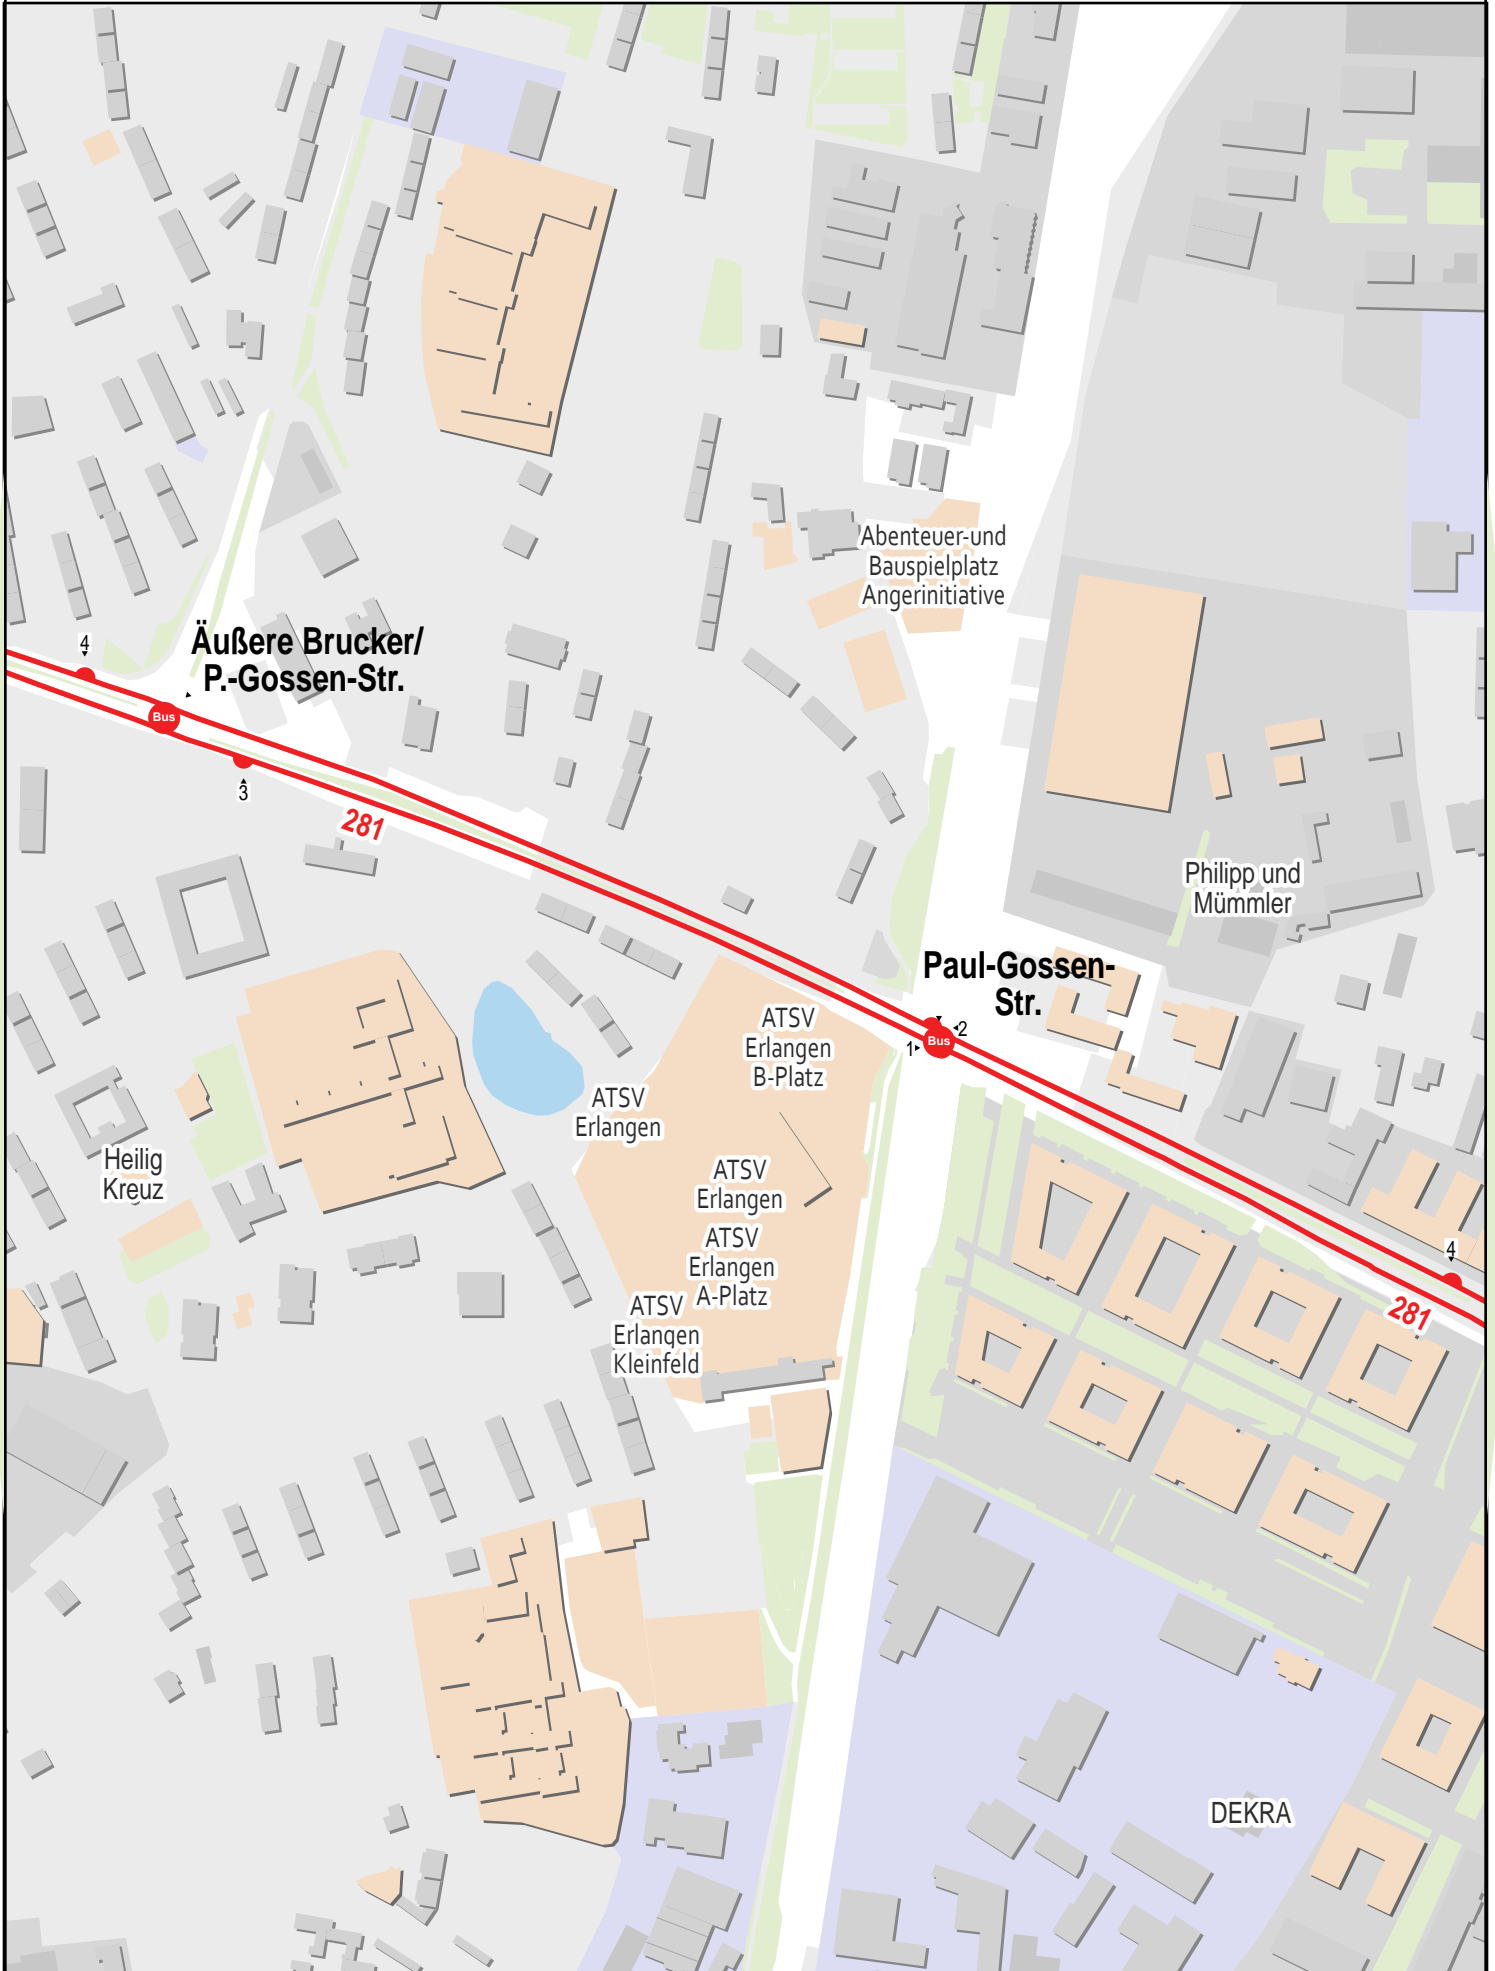 Abenteuer-und
Bauspielplatz
Angerinitiative
4
Äußere Brucker/
P.-Gossen-Str.
Bus
3
281
Philipp und
Mümmler
Paul-Gossen-
Str.
2
1
Bus
ATSV
Erlangen
B-Platz
ATSV
Erlangen
Heilig
Kreuz
ATSV
Erlangen
ATSV
Erlangen
A-Platz
4
281
ATSV
Erlangen
Kleinfeld
DEKRA